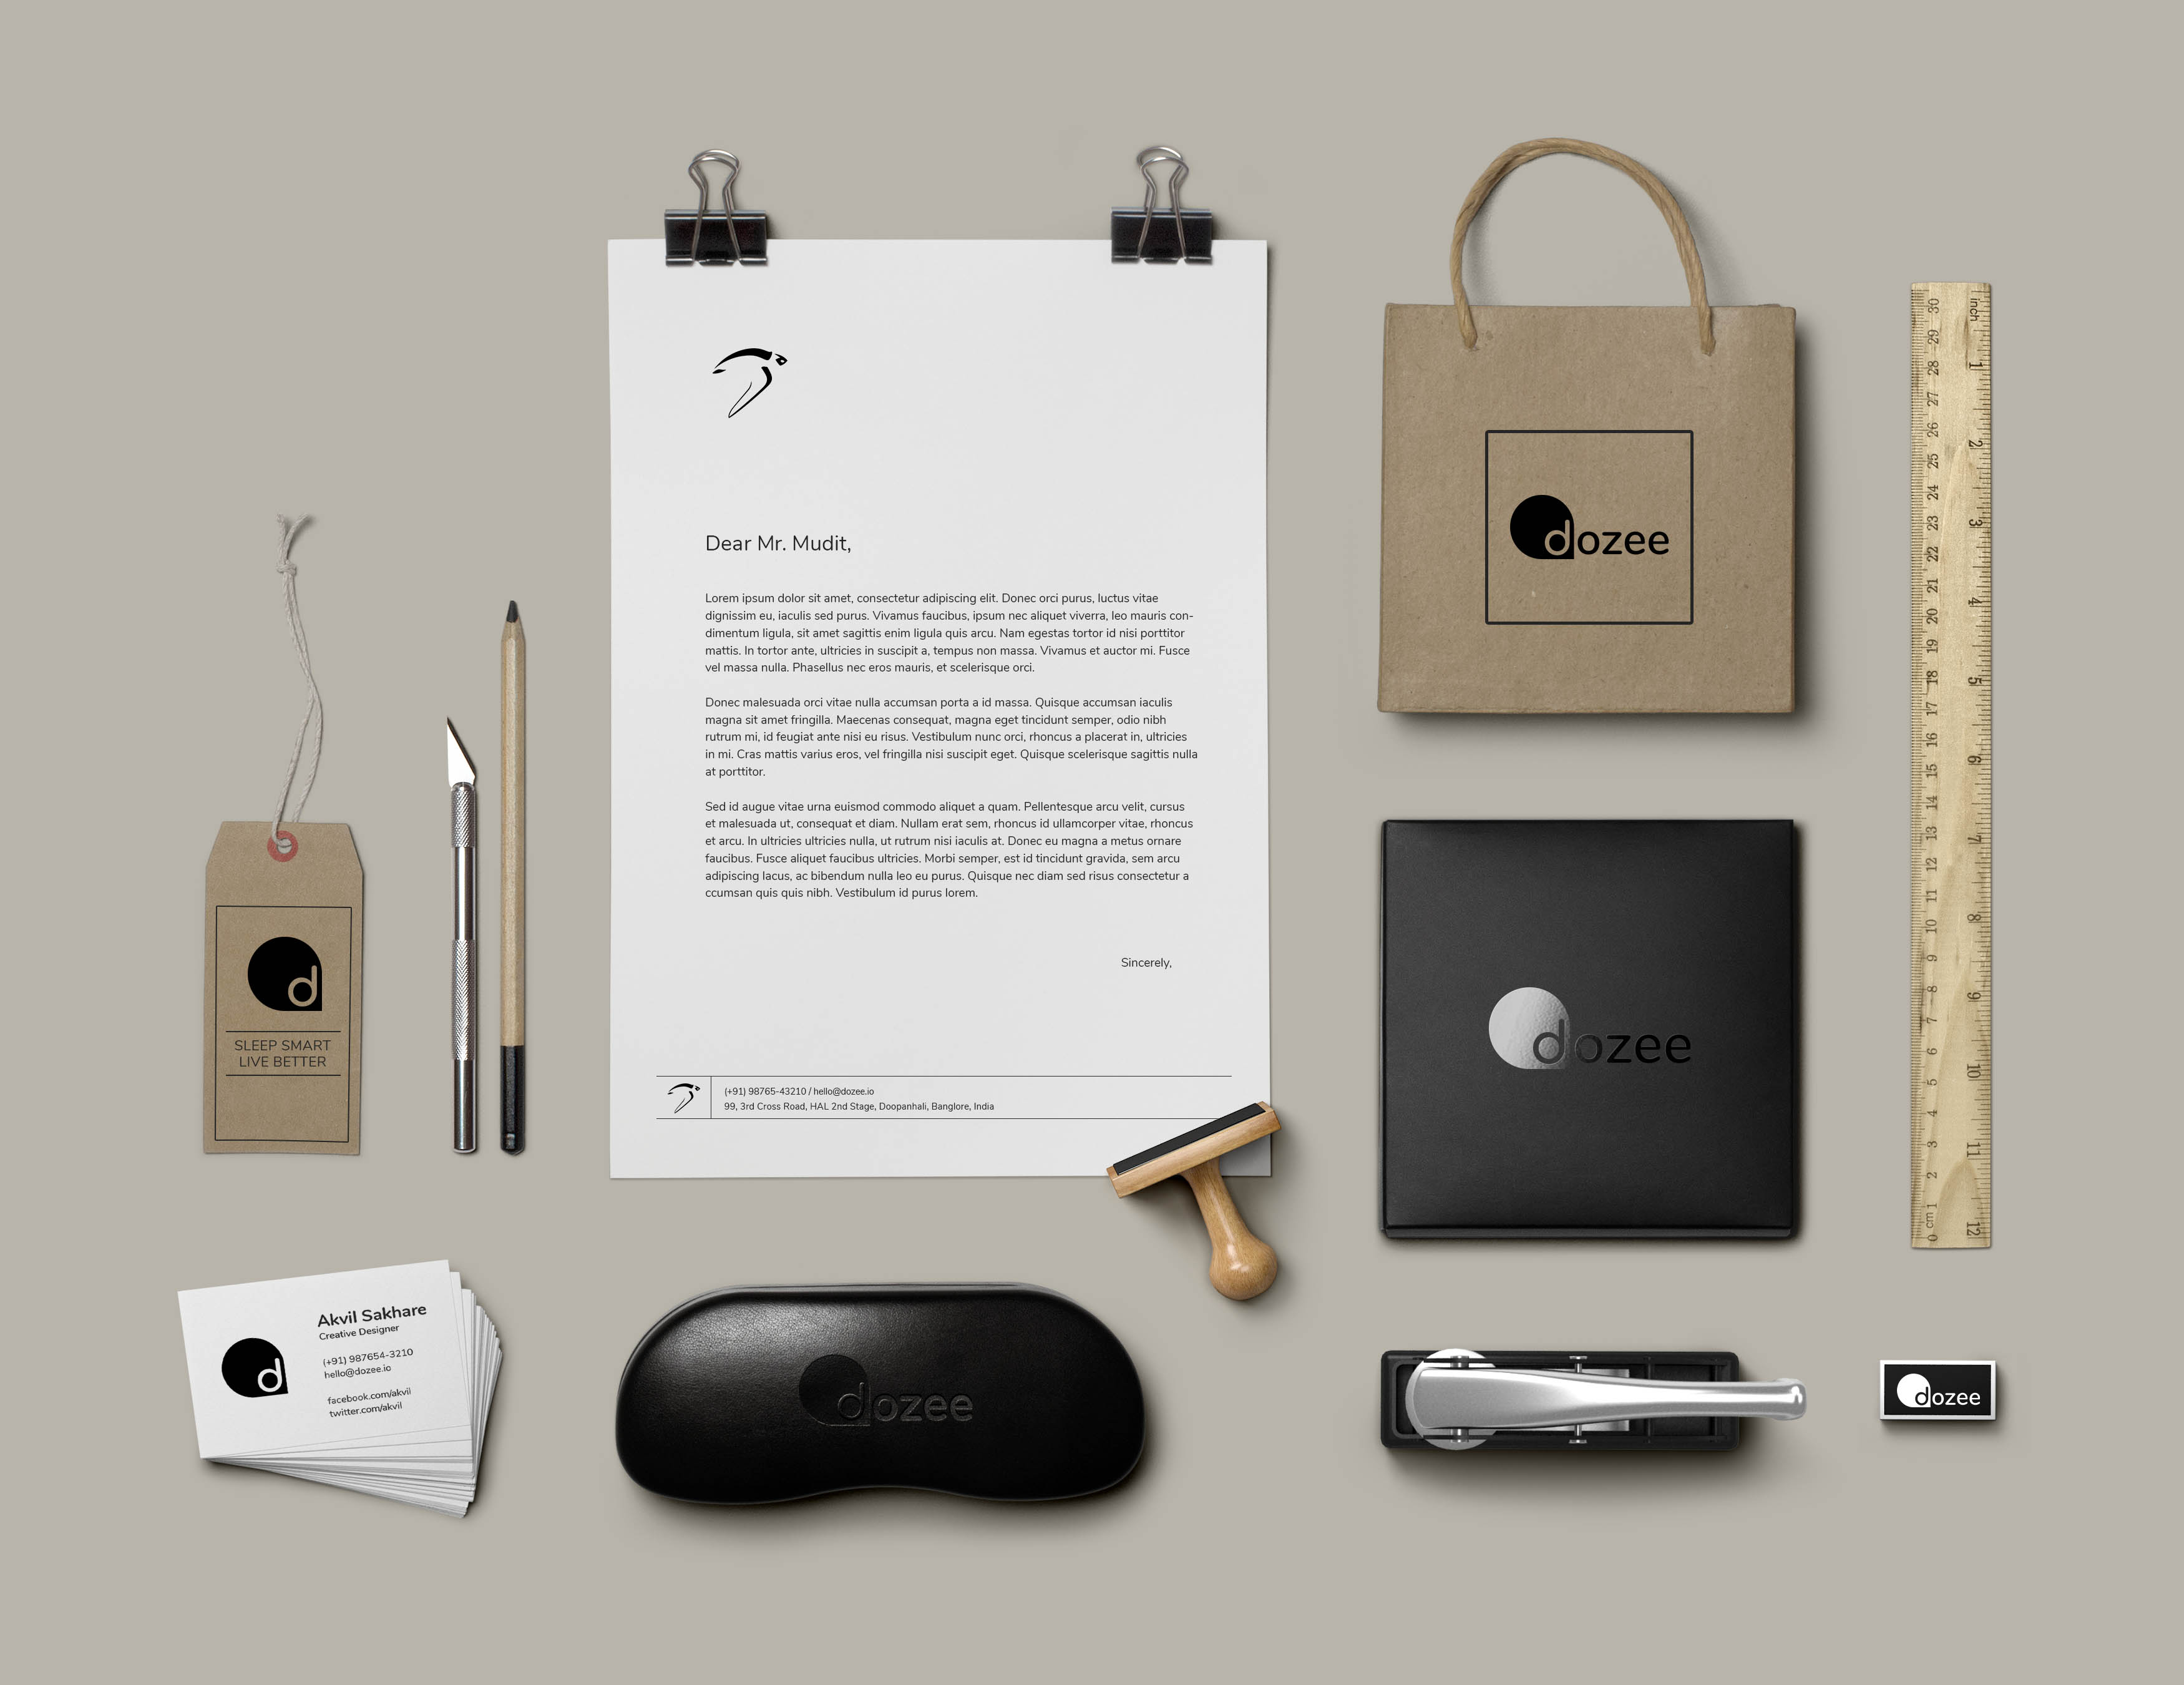 Dear Mr. Mudit,
Lorem ipsum dolor sit amet, consectetur adipiscing elit. Donec orci purus, luctus vitae
dignissim eu, iaculis sed purus. Vivamus faucibus, ipsum nec aliquet viverra, leo mauris con-
dimentum ligula, sit amet sagittis enim ligula quis arcu. Nam egestas tortor id nisi porttitor
mattis. In tortor ante, ultricies in suscipit a, tempus non massa. Vivamus et auctor mi. Fusce
vel massa nulla. Phasellus nec eros mauris, et scelerisque orci.
Donec malesuada orci vitae nulla accumsan porta a id massa. Quisque accumsan iaculis
magna sit amet fringilla. Maecenas consequat, magna eget tincidunt semper, odio nibh
rutrum mi, id feugiat ante nisi eu risus. Vestibulum nunc orci, rhoncus a placerat in, ultricies
in mi. Cras mattis varius eros, vel fringilla nisi suscipit eget. Quisque scelerisque sagittis nulla
at porttitor.
Sed id augue vitae urna euismod commodo aliquet a quam. Pellentesque arcu velit, cursus
et malesuada ut, consequat et diam. Nullam erat sem, rhoncus id ullamcorper vitae, rhoncus
et arcu. In ultricies ultricies nulla, ut rutrum nisi iaculis at. Donec eu magna a metus ornare
faucibus. Fusce aliquet faucibus ultricies. Morbi semper, est id tincidunt gravida, sem arcu
adipiscing lacus, ac bibendum nulla leo eu purus. Quisque nec diam sed risus consectetur a
ccumsan quis quis nibh. Vestibulum id purus lorem.
Sincerely,
(+91) 98765-43210 / hello@dozee.io
99, 3rd Cross Road, HAL 2nd Stage, Doopanhali, Banglore, India
dozee
dozee
d
SLEEP SMART
LIVE BETTER
d
Akvil Sakhare
Creative Designer
(+91) 987654-3210
hello@dozee.io
facebook.com/akvil
twitter.com/akvil
dozee
dozee
inch
1 2 3 4 5 6 7 8 9 10 11 12
30 29 28 27 26 25 24 23 22 21 20 19 18 17 16 15 14 13 12 11 10 9 8 7 6 5 4 3 2 1 cm 0